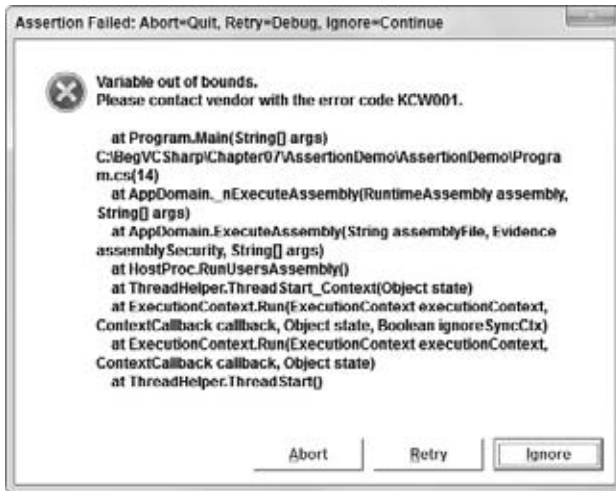 Assertion Failed: Abort=Quit, Retry=Debug, Ignore=Continue
Variable out of bounds.
Please contact vendor with the error code KCW001.
at Program.Main(String[] args)
C:\BegVCSharp\Chapter07\AssertionDemo\AssertionDemo\Progra
m.cs(14)
at AppDomain._nExecuteAssembly(RuntimeAssembly assembly,
String[] args)
at AppDomain.ExecuteAssembly(String assemblyFile, Evidence
assemblySecurity, String[] args)
at HostProc.RunUsersAssembly()
at ThreadHelper.ThreadStart_Context(Object state)
at ExecutionContext.Run(ExecutionContext executionContext,
ContextCallback callback, Object state, Boolean ignoreSyncCtx)
at ExecutionContext.Run(ExecutionContext executionContext,
ContextCallback callback, Object state)
at ThreadHelper.ThreadStart()
Abort Retry Ignore